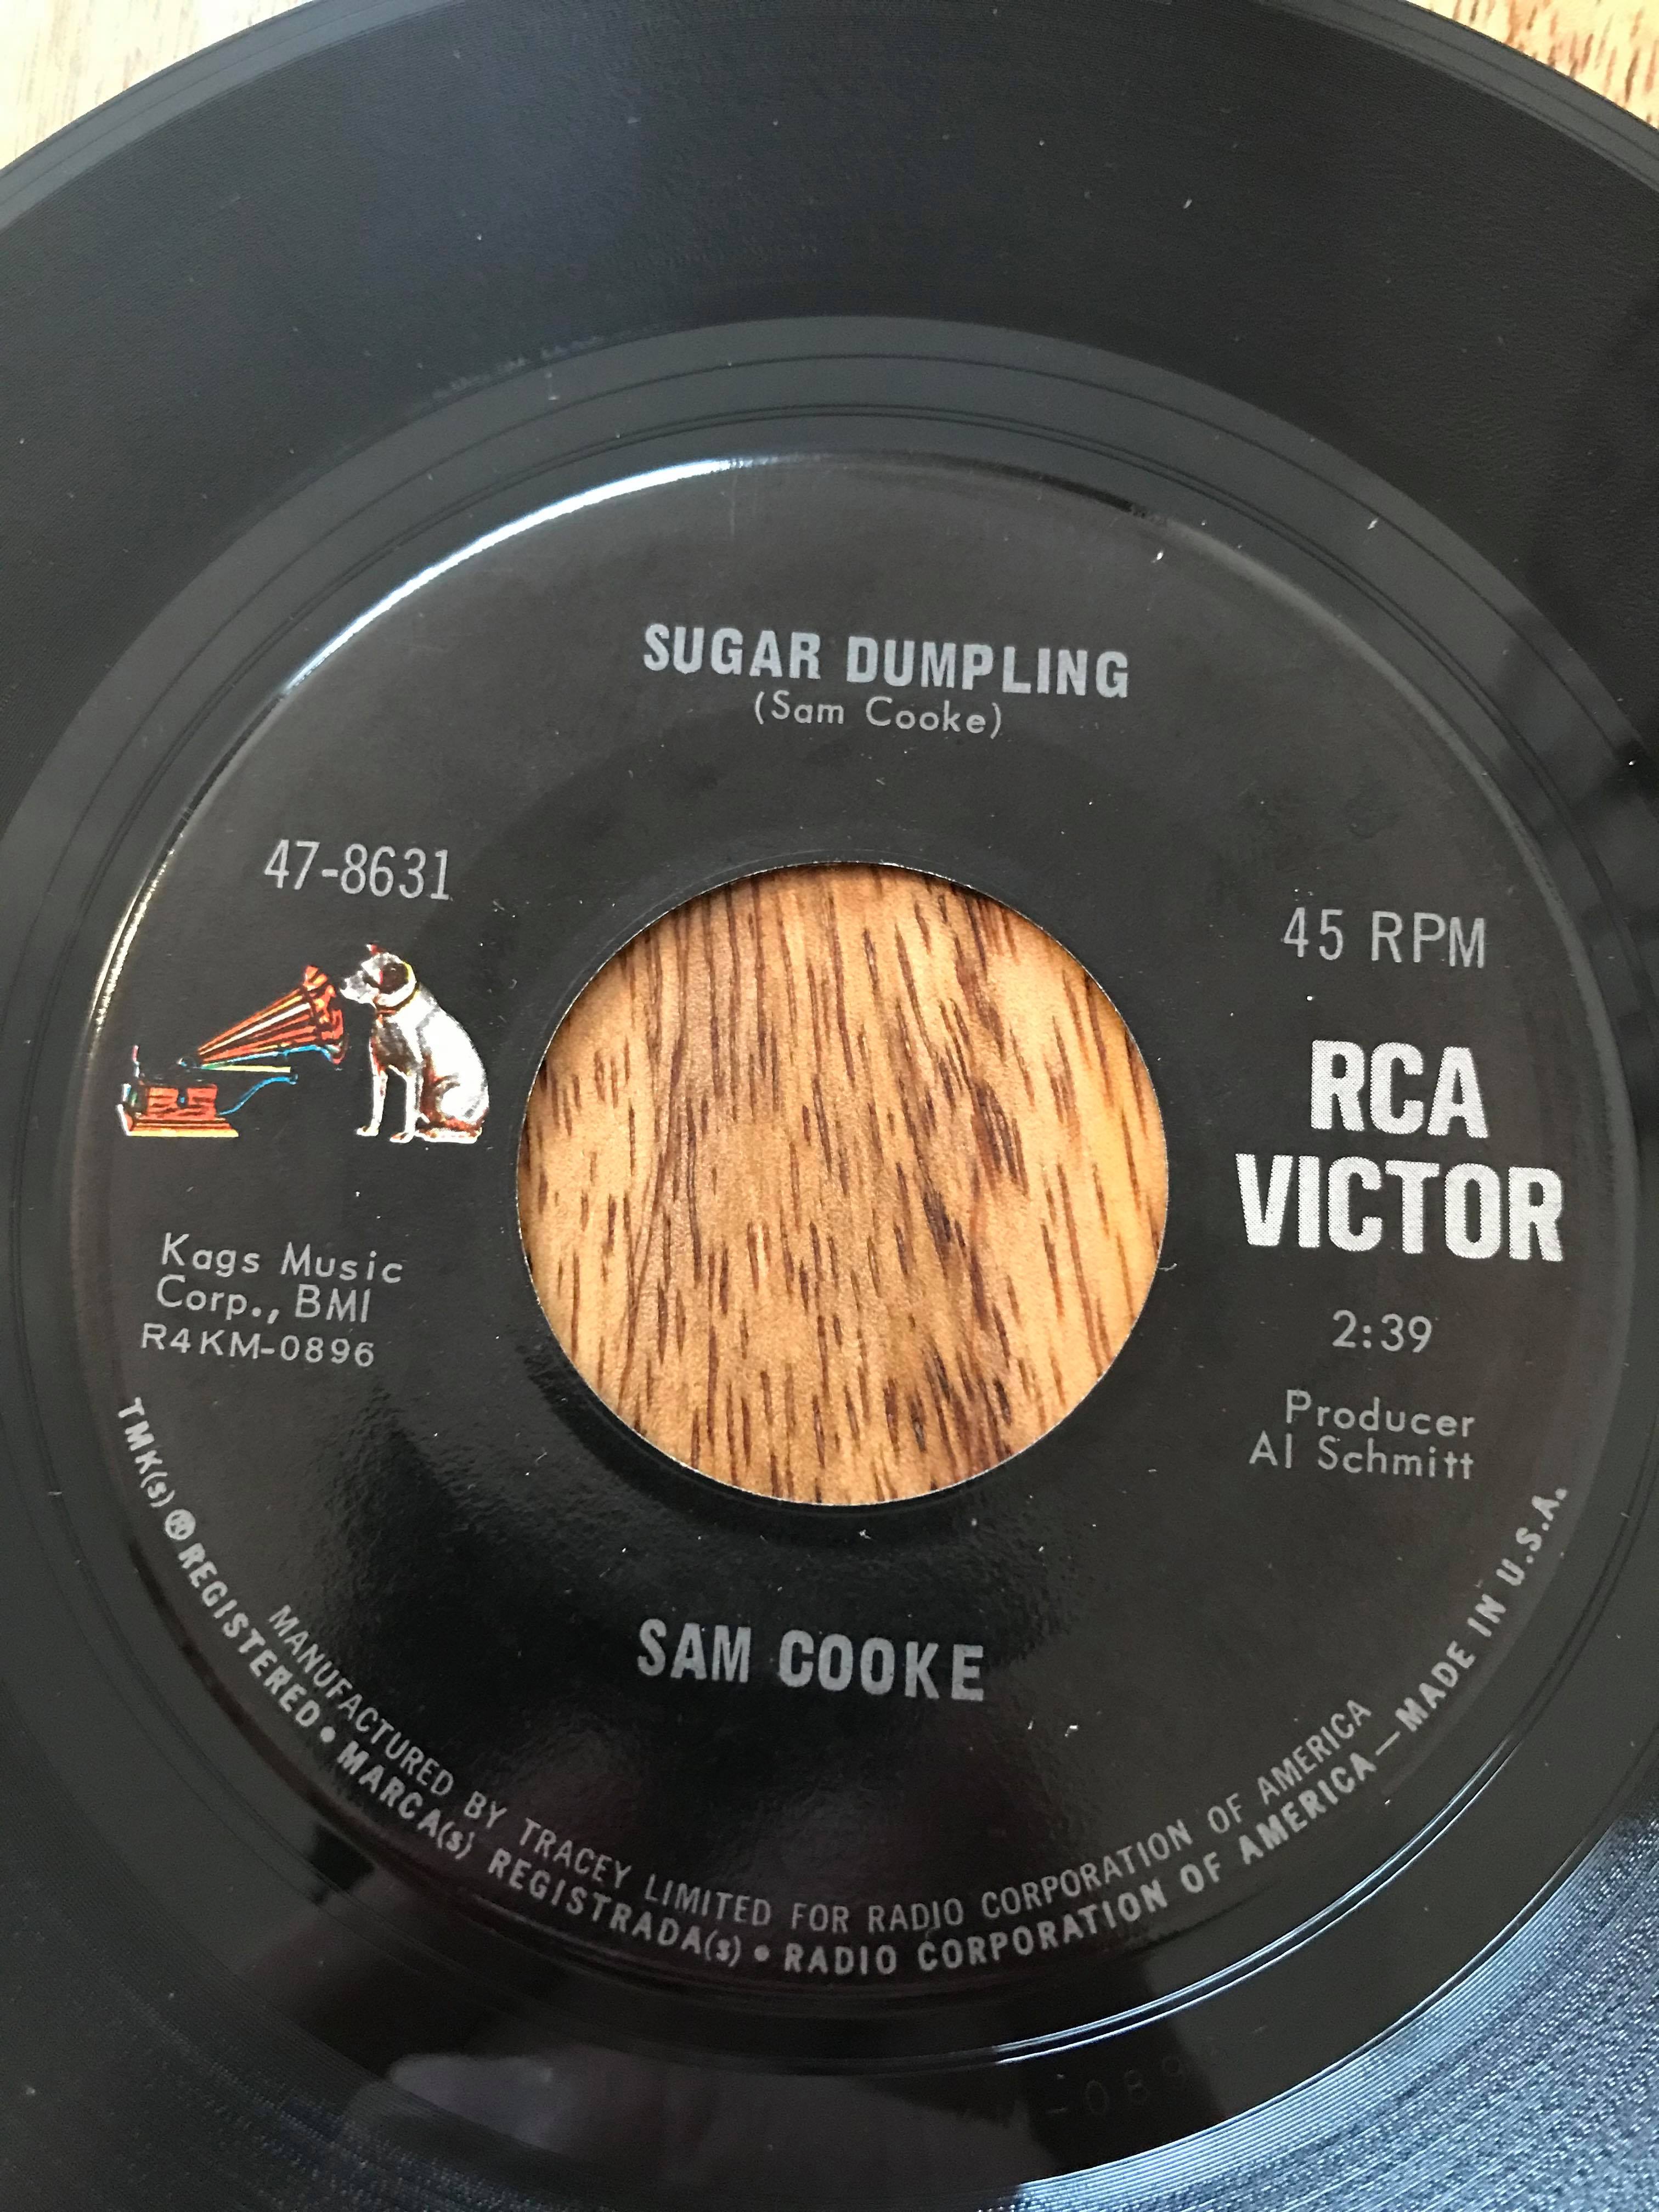 SUGAR DUMPLING
(Sam Cooke)
47-8631
45 RPM
RCA
VICTOR
Kags Music
Corp., BMI
R4KM-0896
2:39
Producer
Al Schmitt
SAM COOKE
MANUFACTURED BY TRACEY LIMITED FOR RADIO CORPORATION OF AMERICA
TMK(s) ® REGISTERED • MARCA(s) REGISTRADA(s) • RADIO CORPORATION OF AMERICA—MADE IN U.S.A.